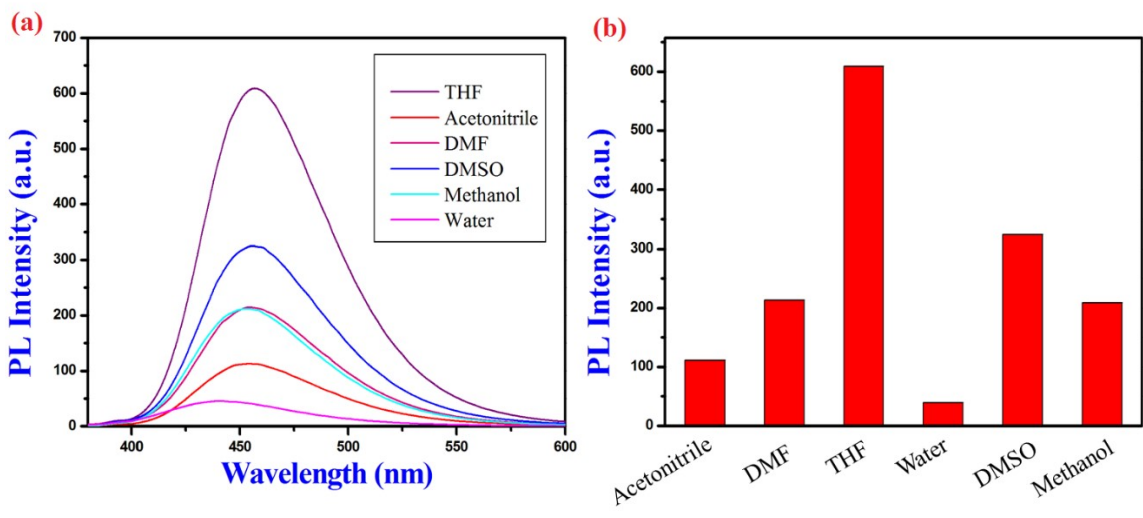 (a)
PL Intensity (a.u.)
700
600
500
400
300
200
100
0
400
450
500
550
600
Wavelength (nm)
THF
Acetonitrile
DMF
DMSO
Methanol
Water
(b)
PL Intensity (a.u.)
600
500
400
300
200
100
0
Acetonitrile
DMF
THF
Water
DMSO
Methanol